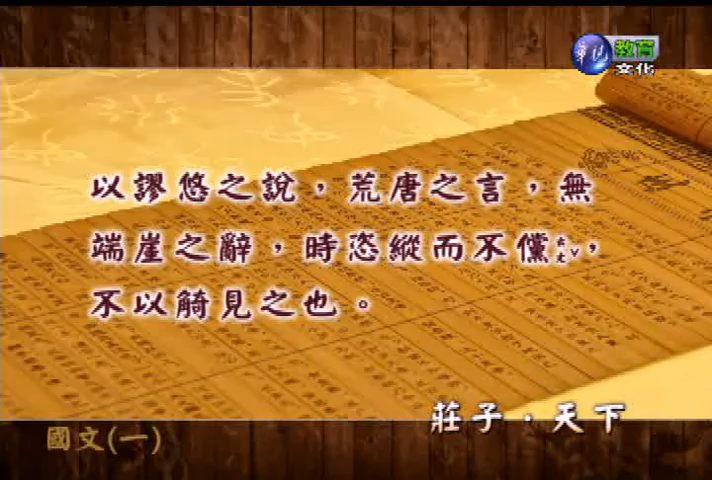 華視
教育
文化
以謬悠之說，荒唐之言，無
端崖之辭，時恣縱而不儻ㄊㄤˇ，
不以觭見之也。
莊子．天下
國文(一)